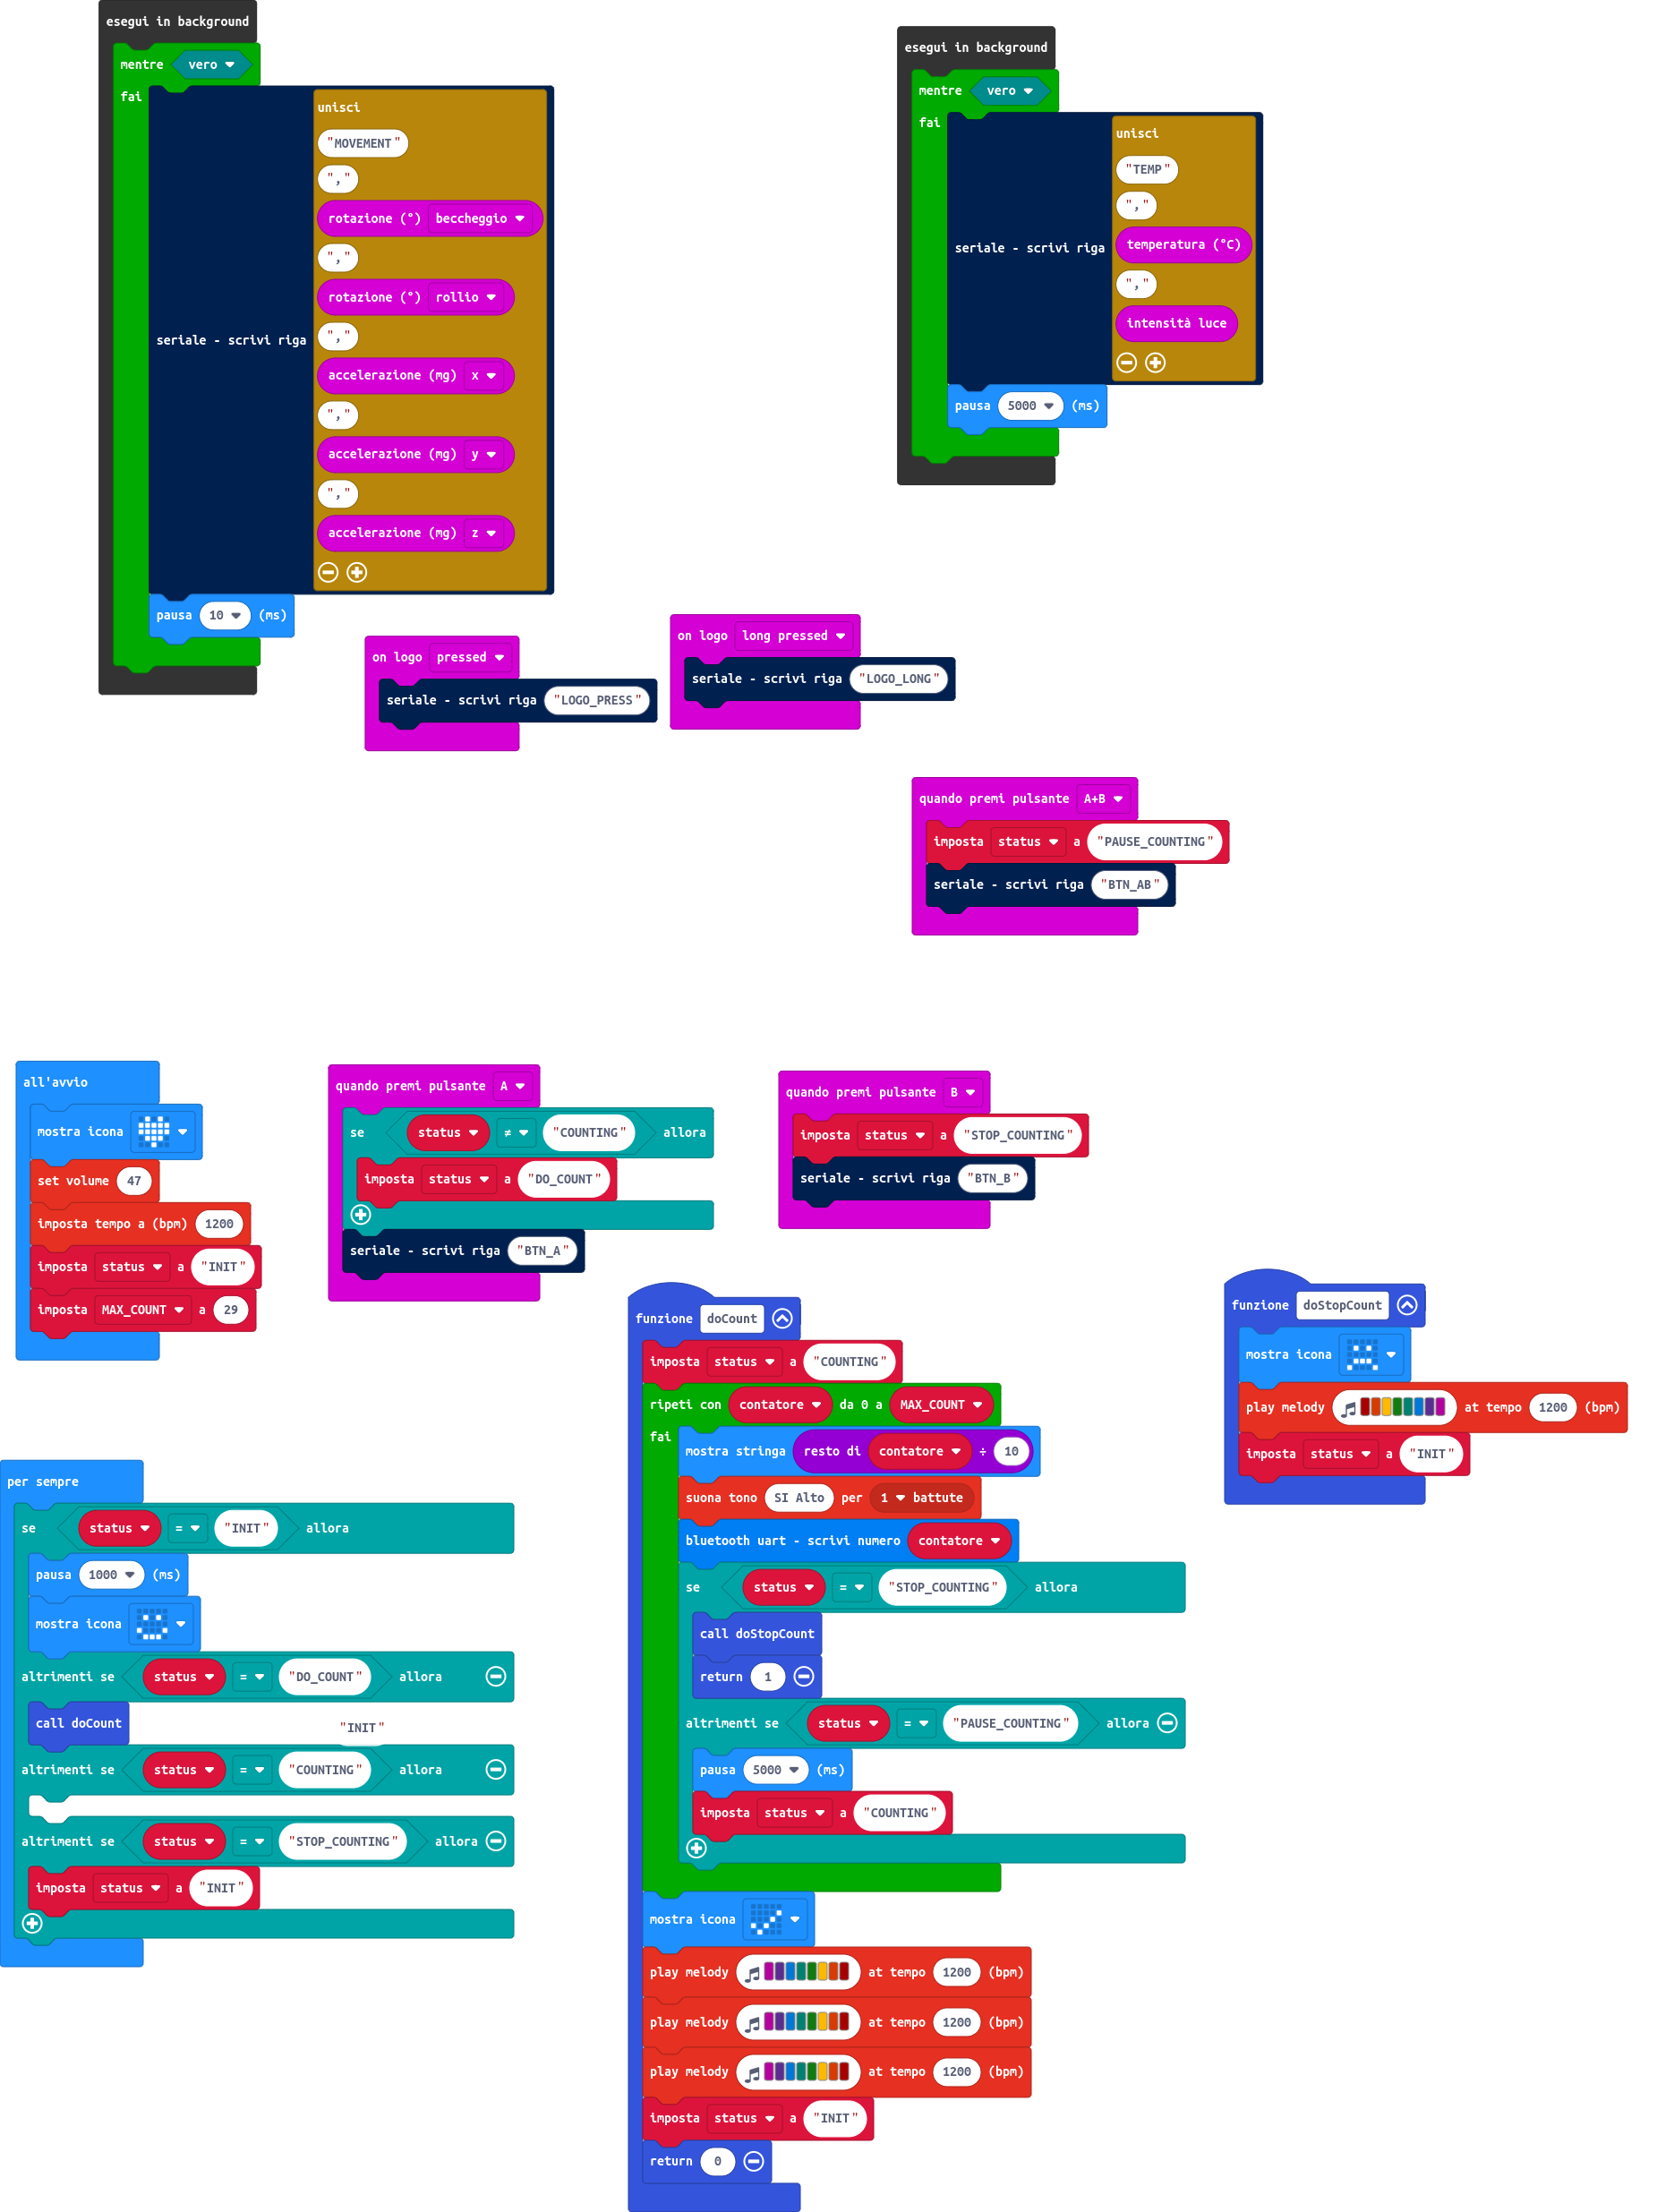 esegui in background
mentre vero
fai
seriale - scrivi riga
unisci
"MOVEMENT"
","
rotazione (°) beccheggio
","
rotazione (°) rollio
","
accelerazione (mg) x
","
accelerazione (mg) y
","
accelerazione (mg) z
pausa 10 (ms)
esegui in background
mentre vero
fai
seriale - scrivi riga
unisci
"TEMP"
","
temperatura (°C)
","
intensità luce
pausa 5000 (ms)
on logo pressed
seriale - scrivi riga "LOGO_PRESS"
on logo long pressed
seriale - scrivi riga "LOGO_LONG"
quando premi pulsante A+B
imposta status a "PAUSE_COUNTING"
seriale - scrivi riga "BTN_AB"
all'avvio
mostra icona
set volume 47
imposta tempo a (bpm) 1200
imposta status a "INIT"
imposta MAX_COUNT a 29
quando premi pulsante A
se status ≠ "COUNTING" allora
imposta status a "DO_COUNT"
seriale - scrivi riga "BTN_A"
quando premi pulsante B
imposta status a "STOP_COUNTING"
seriale - scrivi riga "BTN_B"
funzione doCount
imposta status a "COUNTING"
ripeti con contatore da 0 a MAX_COUNT
fai
mostra stringa resto di contatore ÷ 10
suona tono SI Alto per 1 battute
bluetooth uart - scrivi numero contatore
se status = "STOP_COUNTING" allora
call doStopCount
return 1
altrimenti se status = "PAUSE_COUNTING" allora
pausa 5000 (ms)
imposta status a "COUNTING"
mostra icona
play melody at tempo 1200 (bpm)
play melody at tempo 1200 (bpm)
play melody at tempo 1200 (bpm)
imposta status a "INIT"
return 0
funzione doStopCount
mostra icona
play melody at tempo 1200 (bpm)
imposta status a "INIT"
per sempre
se status = "INIT" allora
pausa 1000 (ms)
mostra icona
altrimenti se status = "DO_COUNT" allora
call doCount
"INIT"
altrimenti se status = "COUNTING" allora
altrimenti se status = "STOP_COUNTING" allora
imposta status a "INIT"